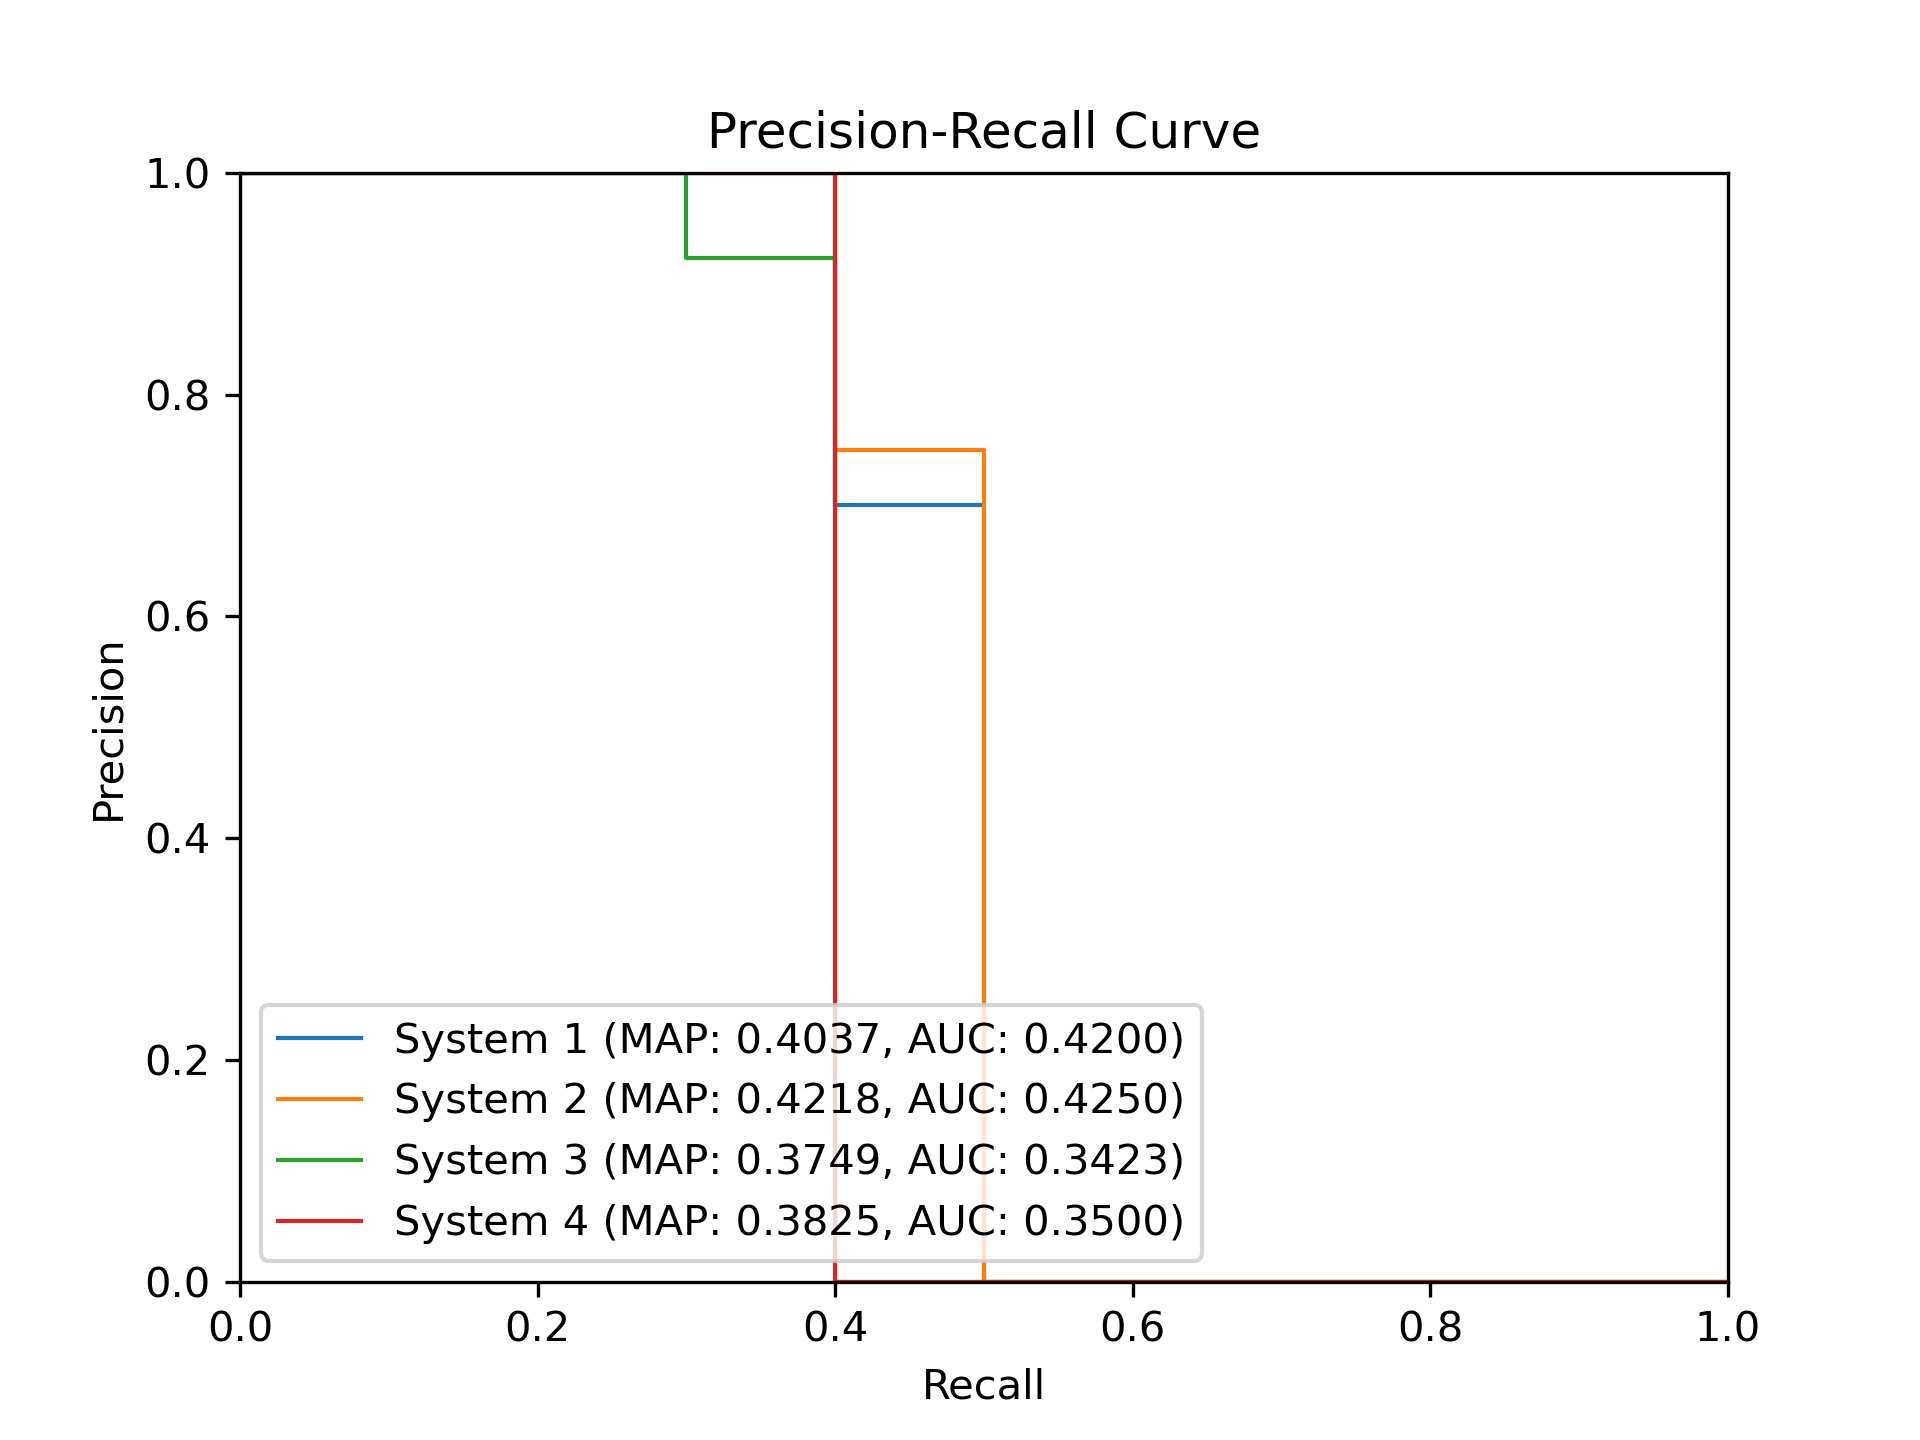 Precision-Recall Curve
1.0
0.8
0.6
0.4
0.2
0.0
Precision
System 1 (MAP: 0.4037, AUC: 0.4200)
System 2 (MAP: 0.4218, AUC: 0.4250)
System 3 (MAP: 0.3749, AUC: 0.3423)
System 4 (MAP: 0.3825, AUC: 0.3500)
0.0 0.2 0.4 0.6 0.8 1.0
Recall